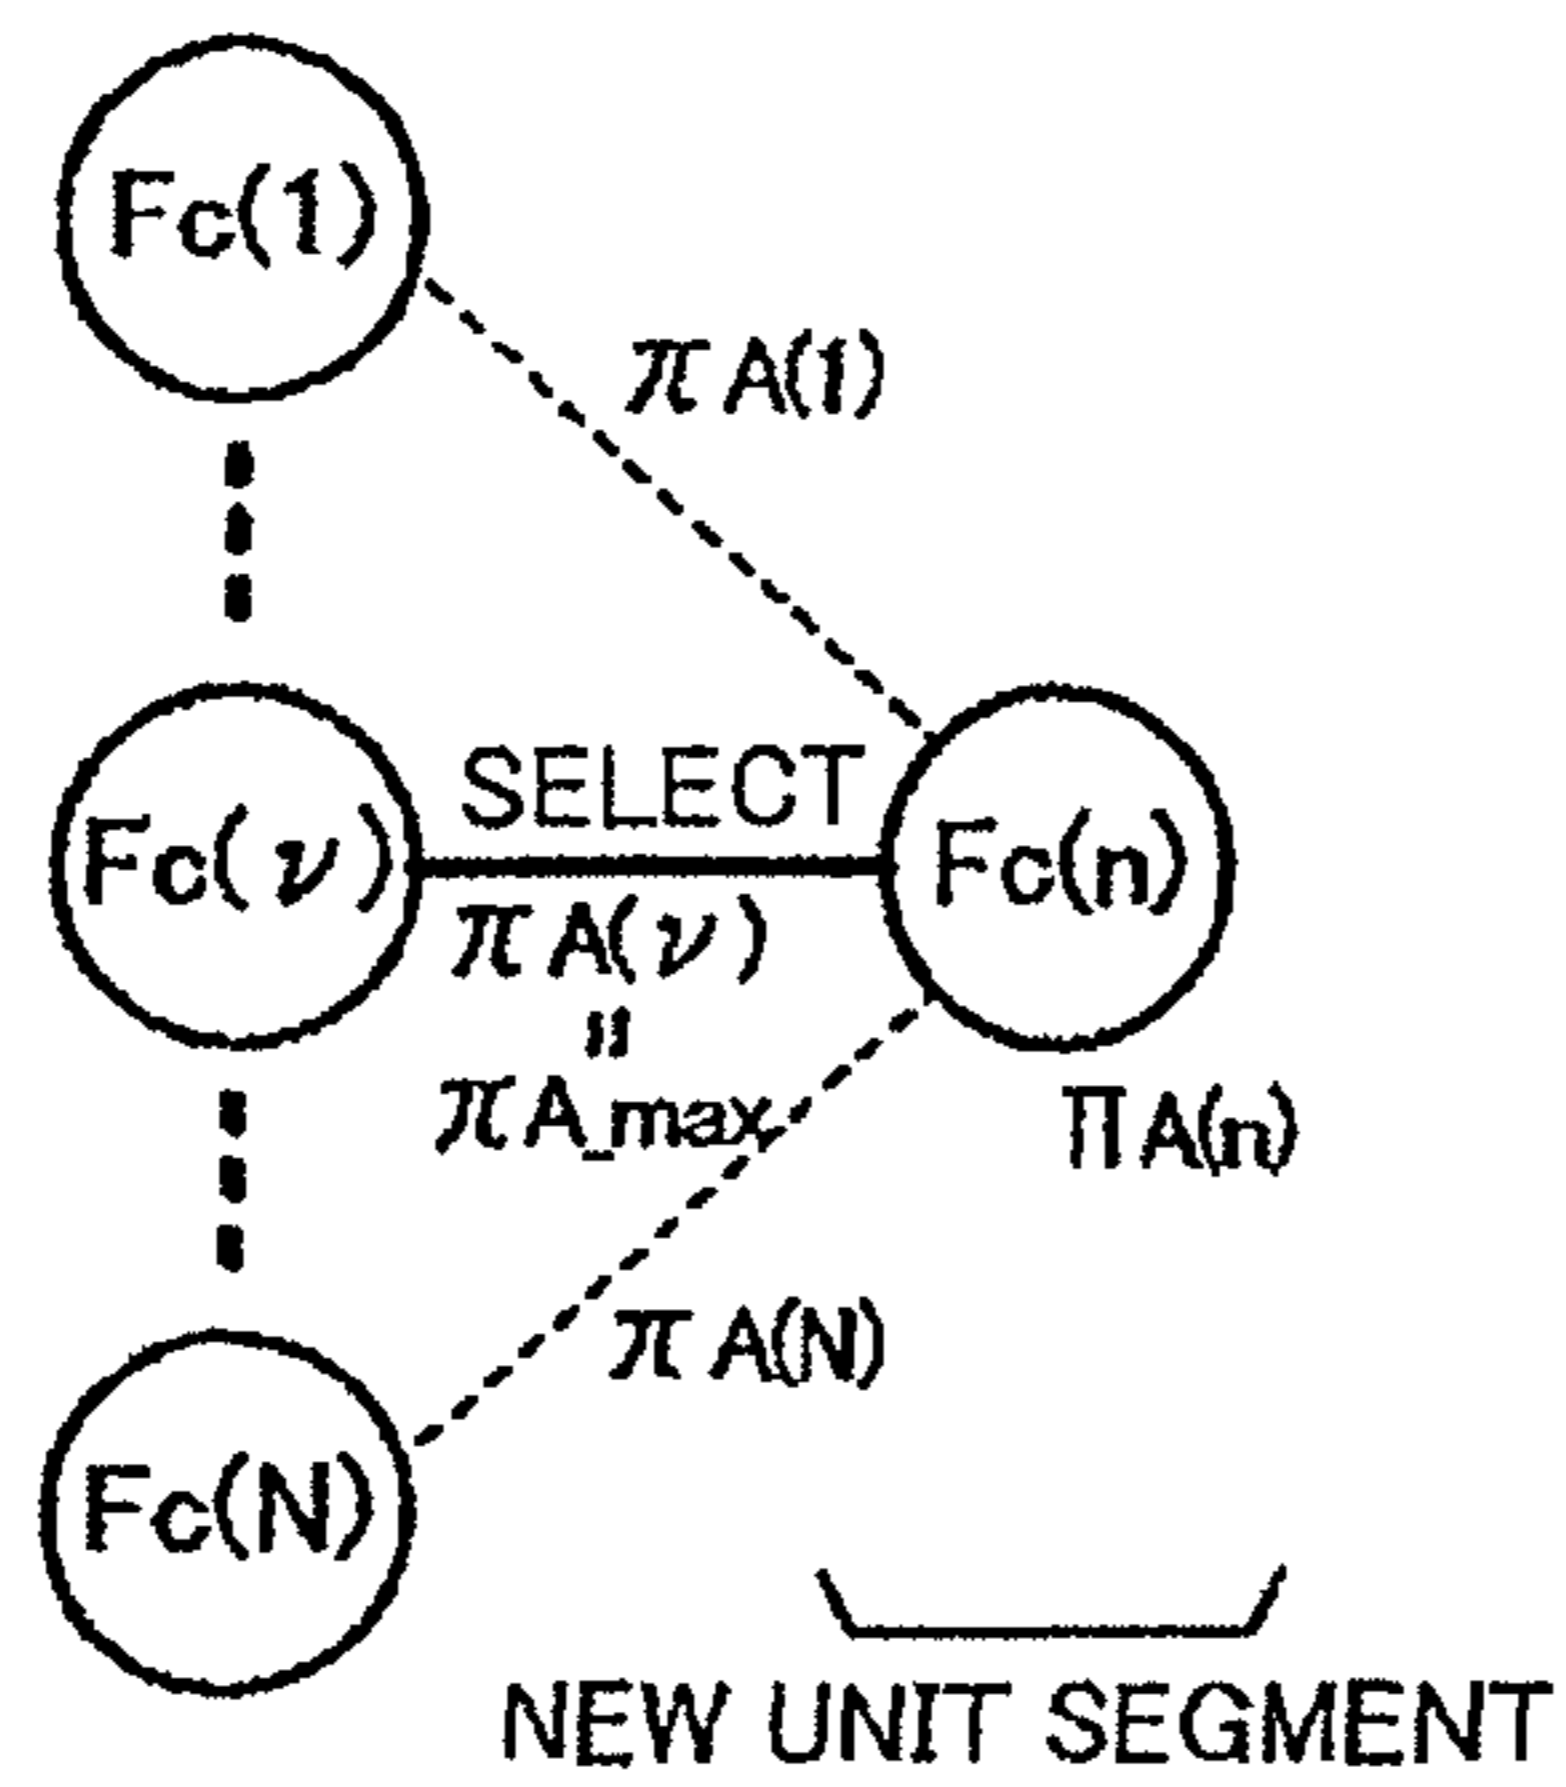 Fc(1)
πA(1)
SELECT
Fc(ν)
Fc(n)
πA(ν)
=
πA_max
ΠA(n)
πA(N)
Fc(N)
NEW UNIT SEGMENT